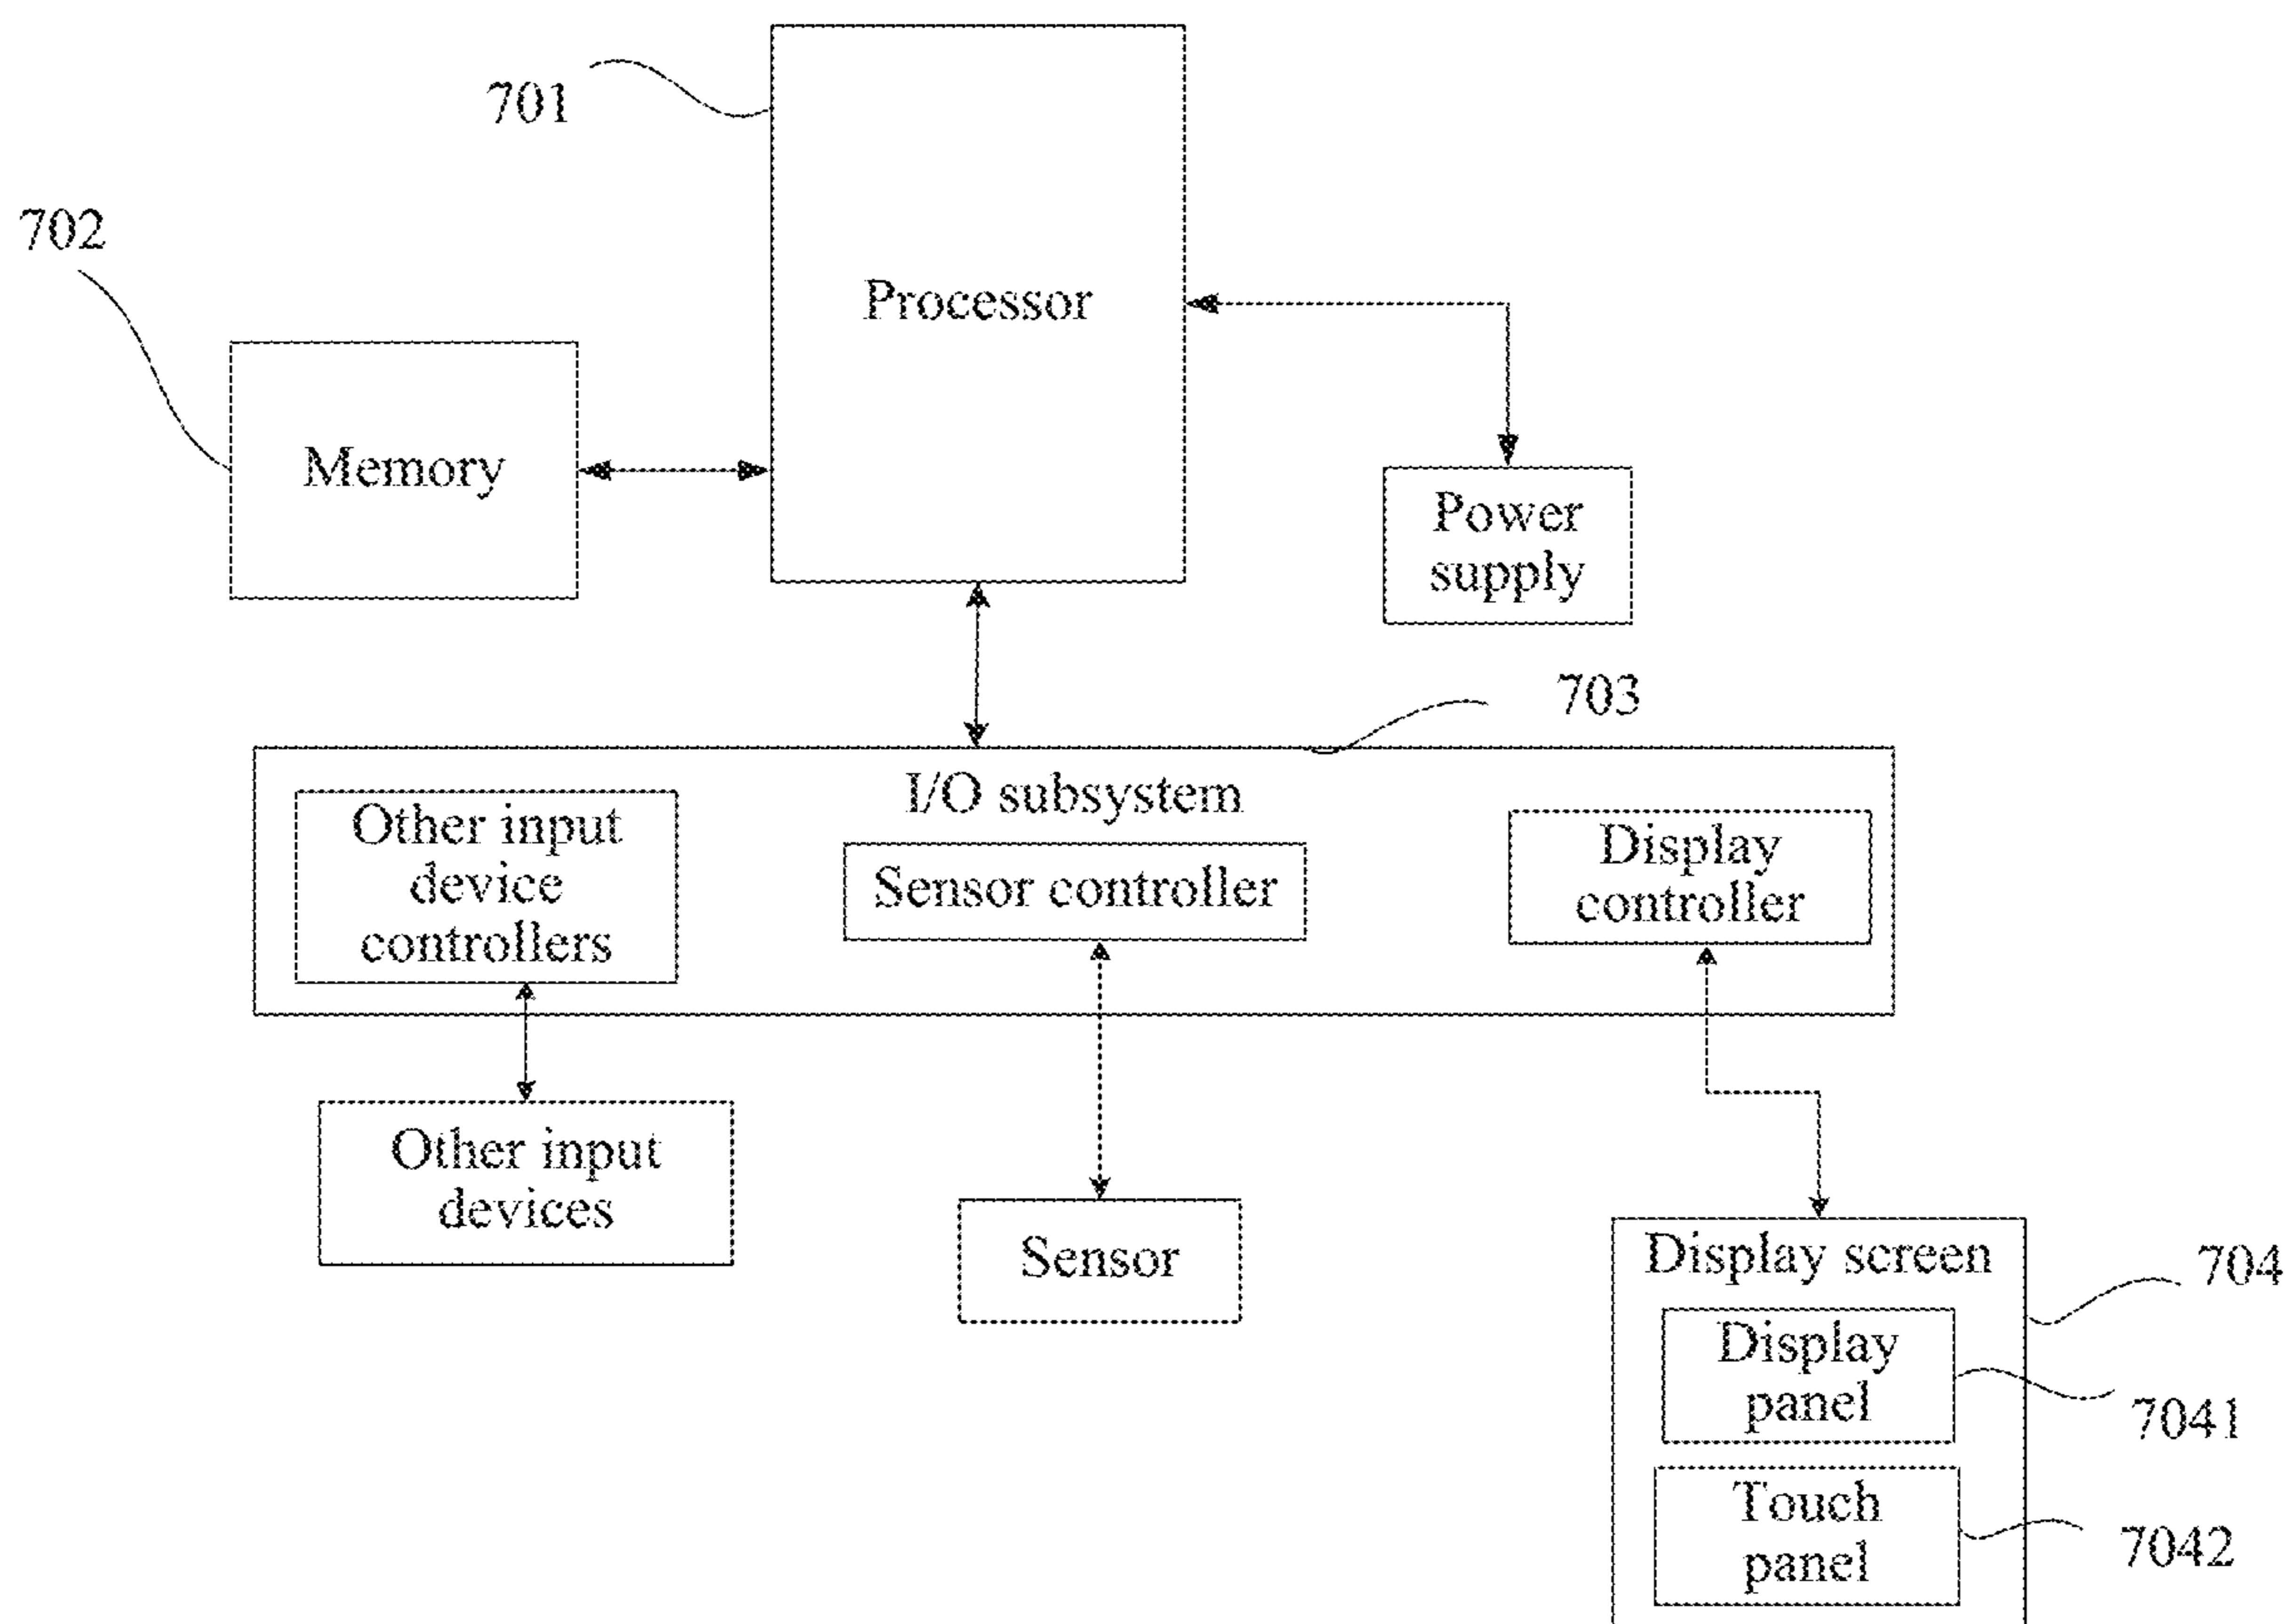 701
702
Processor
Memory
Power
supply
703
I/O subsystem
Other input
device
controllers
Sensor controller
Display
controller
Other input
devices
Sensor
Display screen
704
Display
panel
7041
Touch
panel
7042